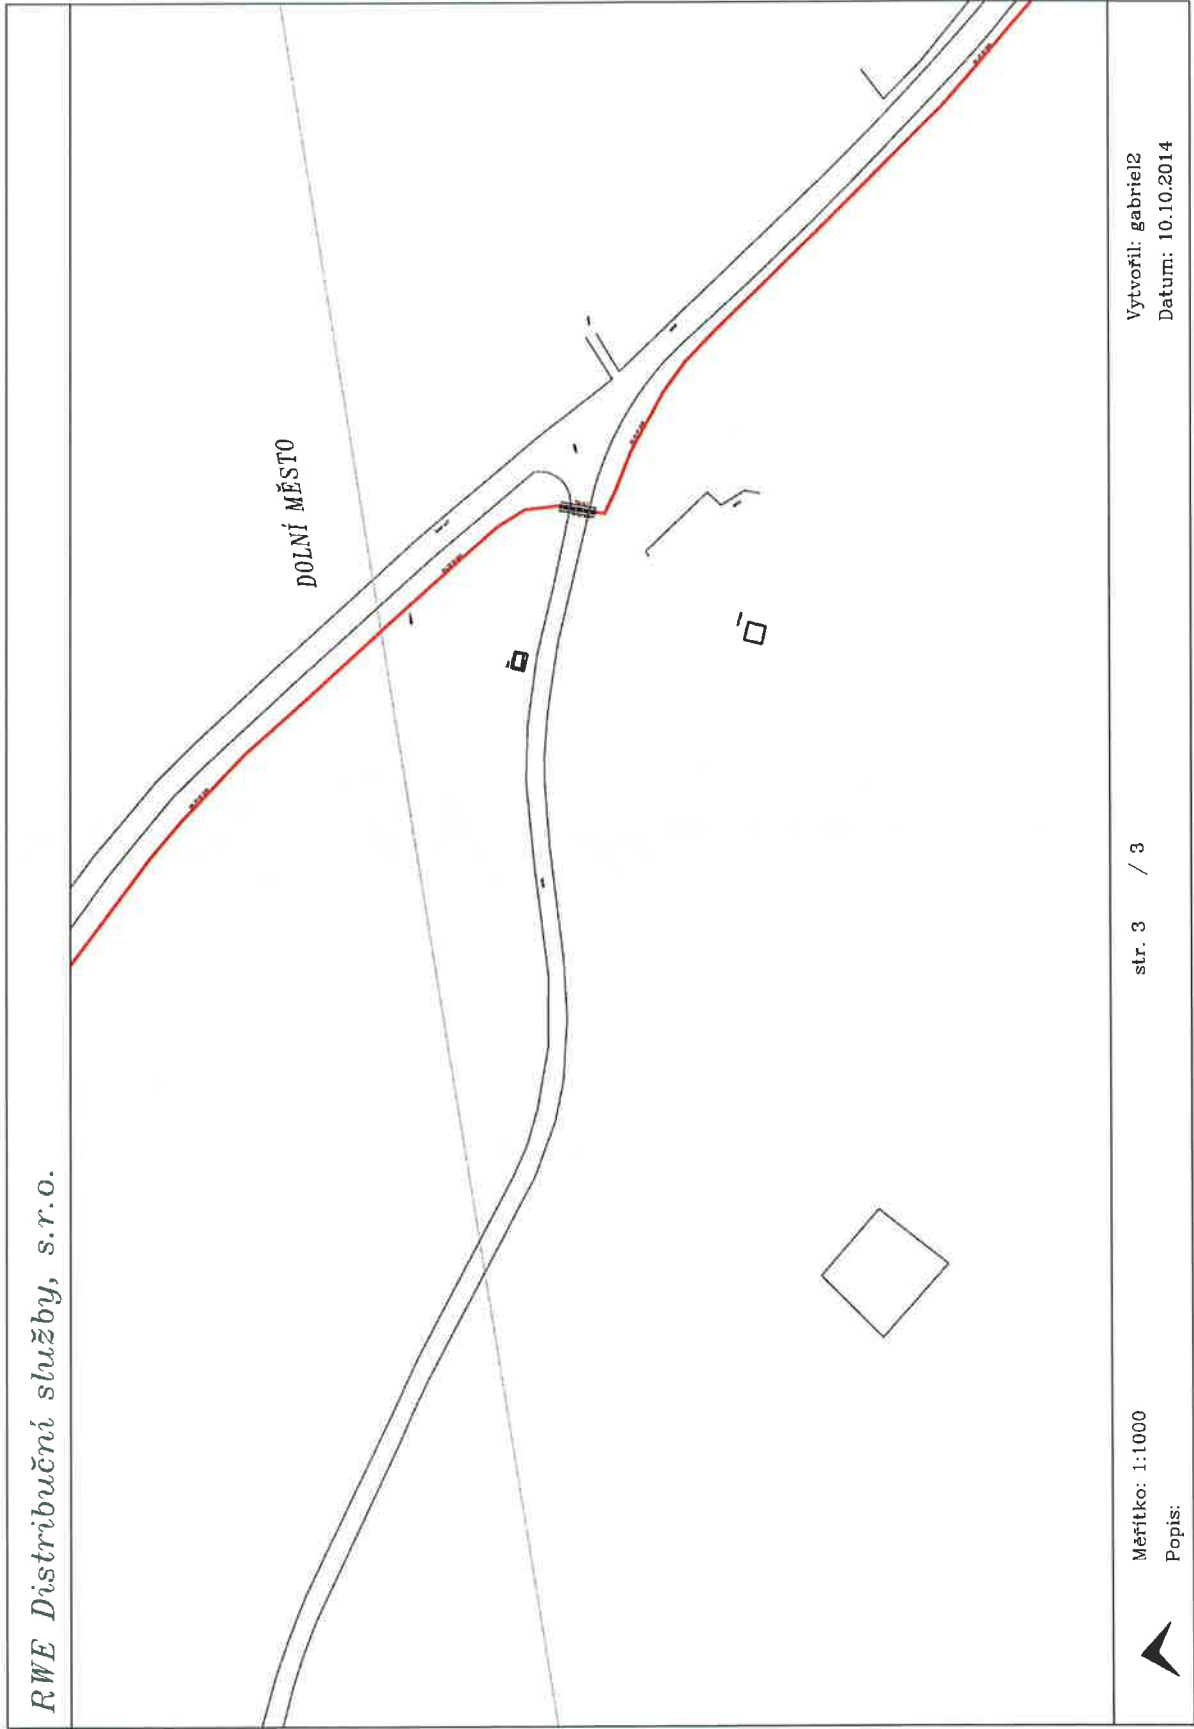 RWE Distribuční služby, s.r.o.
DOLNÍ MĚSTO
Měřítko: 1:1000
Popis:
str. 3 / 3
Vytvořil: gabriel2
Datum: 10.10.2014